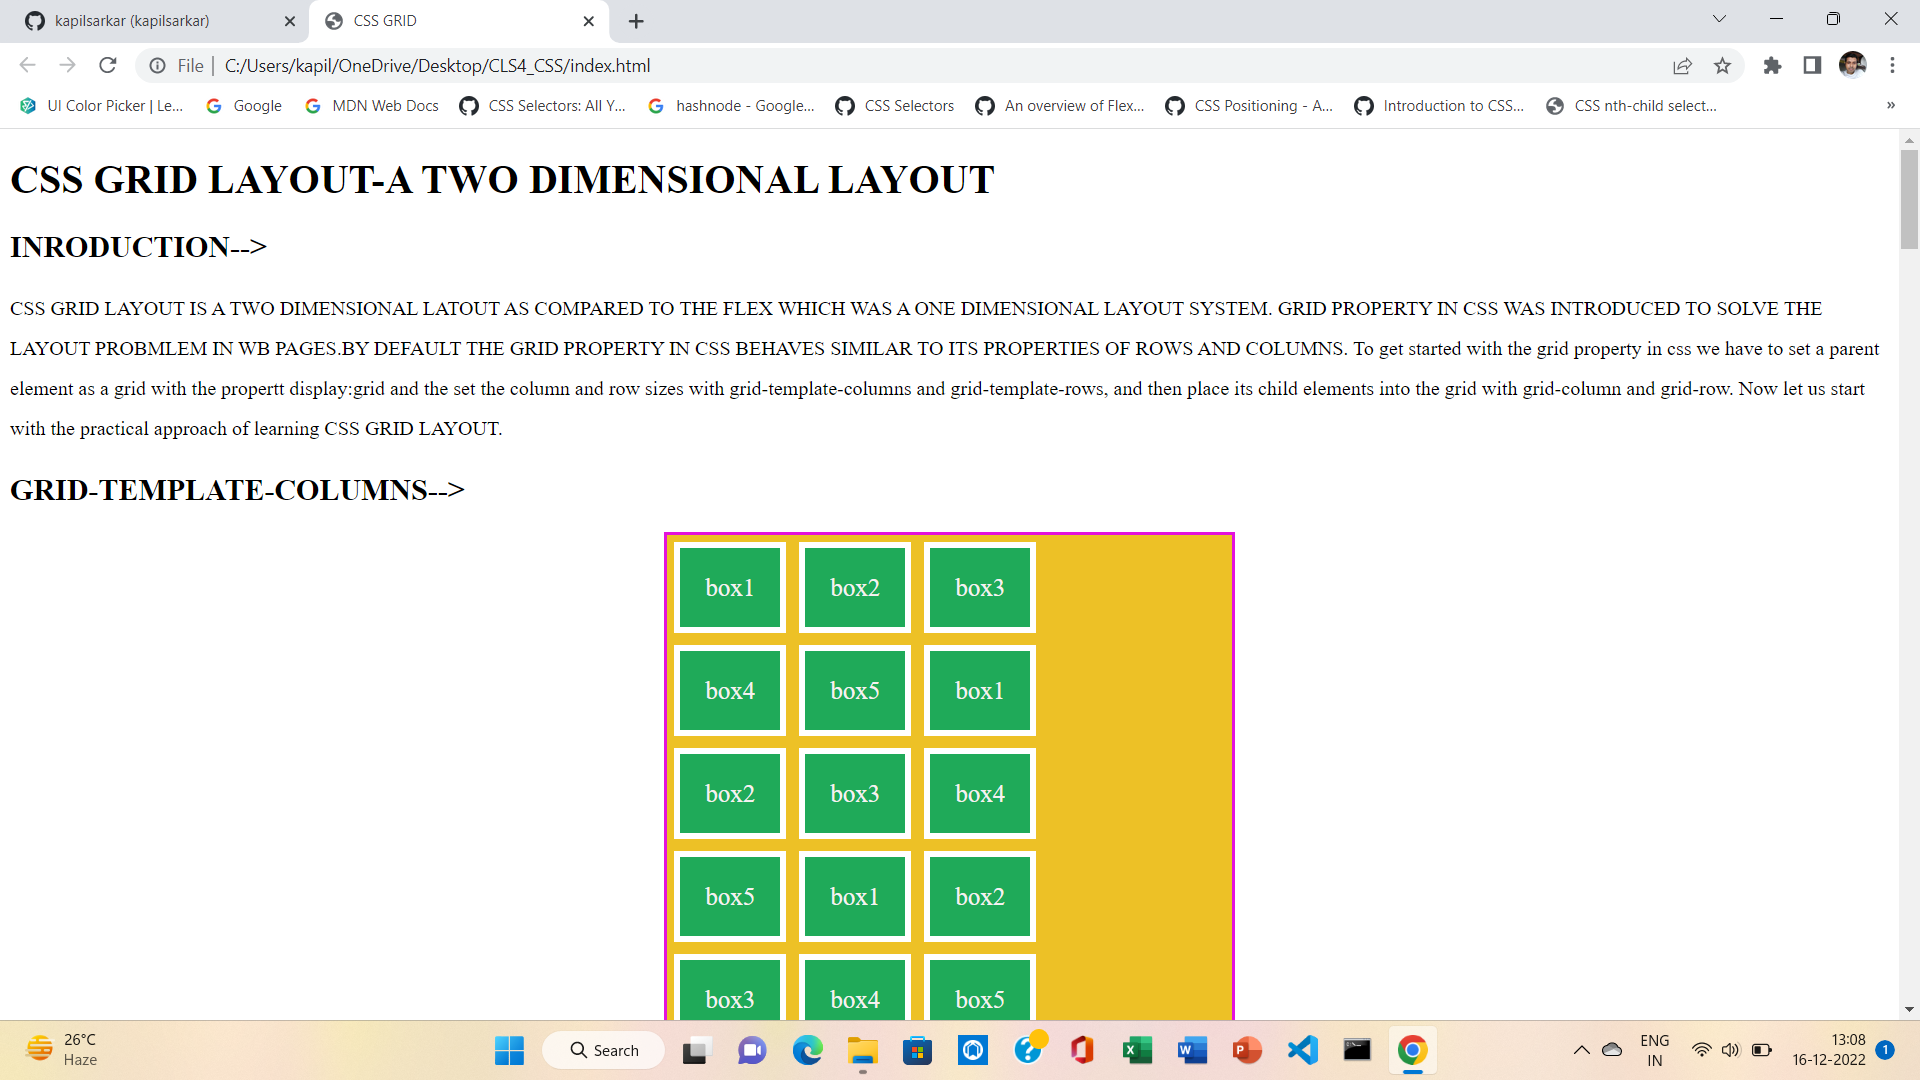 kapilsarkar (kapilsarkar)
CSS GRID
File | C:/Users/kapil/OneDrive/Desktop/CLS4_CSS/index.html
UI Color Picker | Le...
Google
MDN Web Docs
CSS Selectors: All Y...
hashnode - Google...
CSS Selectors
An overview of Flex...
CSS Positioning - A...
Introduction to CSS...
CSS nth-child select...
»
CSS GRID LAYOUT-A TWO DIMENSIONAL LAYOUT
INRODUCTION-->
CSS GRID LAYOUT IS A TWO DIMENSIONAL LATOUT AS COMPARED TO THE FLEX WHICH WAS A ONE DIMENSIONAL LAYOUT SYSTEM. GRID PROPERTY IN CSS WAS INTRODUCED TO SOLVE THE
LAYOUT PROBMLEM IN WB PAGES.BY DEFAULT THE GRID PROPERTY IN CSS BEHAVES SIMILAR TO ITS PROPERTIES OF ROWS AND COLUMNS. To get started with the grid property in css we have to set a parent
element as a grid with the propertt display:grid and the set the column and row sizes with grid-template-columns and grid-template-rows, and then place its child elements into the grid with grid-column and grid-row. Now let us start
with the practical approach of learning CSS GRID LAYOUT.
GRID-TEMPLATE-COLUMNS-->
box1 box2 box3
box4 box5 box1
box2 box3 box4
box5 box1 box2
box3 box4 box5
26°C
Haze
Search
ENG
IN
13:08
16-12-2022
1